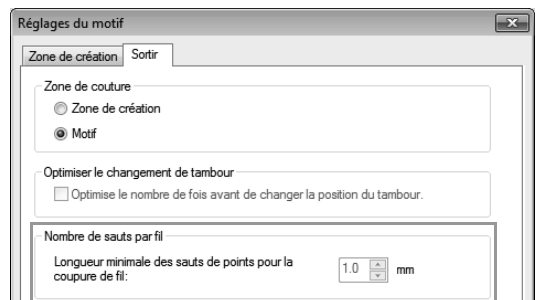 Réglages du motif
Zone de création Sortir
Zone de couture
Zone de création
Motif
Optimiser le changement de tambour
Optimise le nombre de fois avant de changer la position du tambour.
Nombre de sauts par fil
Longueur minimale des sauts de points pour la
coupure de fil:
1.0 mm